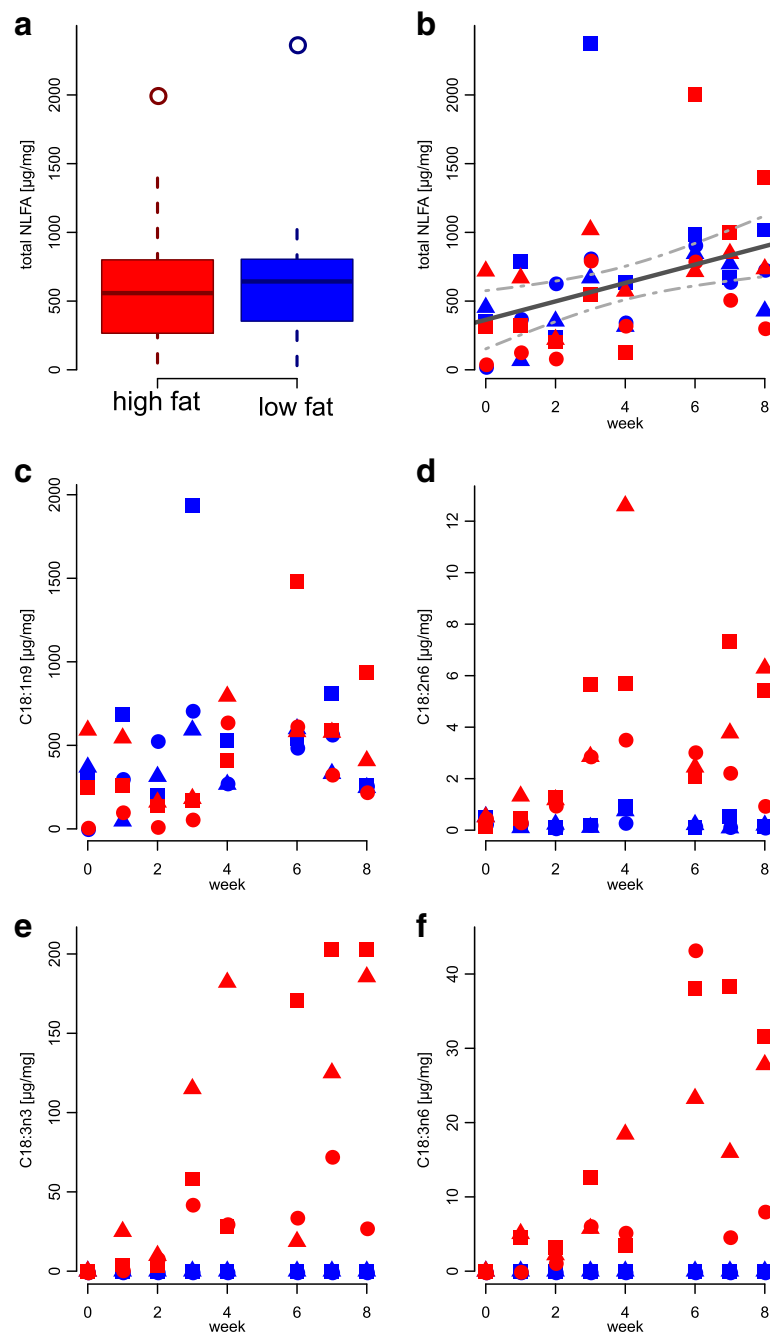 a
total NLFA [µg/mg]
0 500 1000 1500 2000
high fat low fat
b
total NLFA [µg/mg]
0 500 1000 1500 2000
0 2 4 6 8
week
c
C18:1n9 [µg/mg]
0 500 1000 1500 2000
0 2 4 6 8
week
d
C18:2n6 [µg/mg]
0 2 4 6 8 10 12
0 2 4 6 8
week
e
C18:3n3 [µg/mg]
0 50 100 150 200
0 2 4 6 8
week
f
C18:3n6 [µg/mg]
0 10 20 30 40
0 2 4 6 8
week